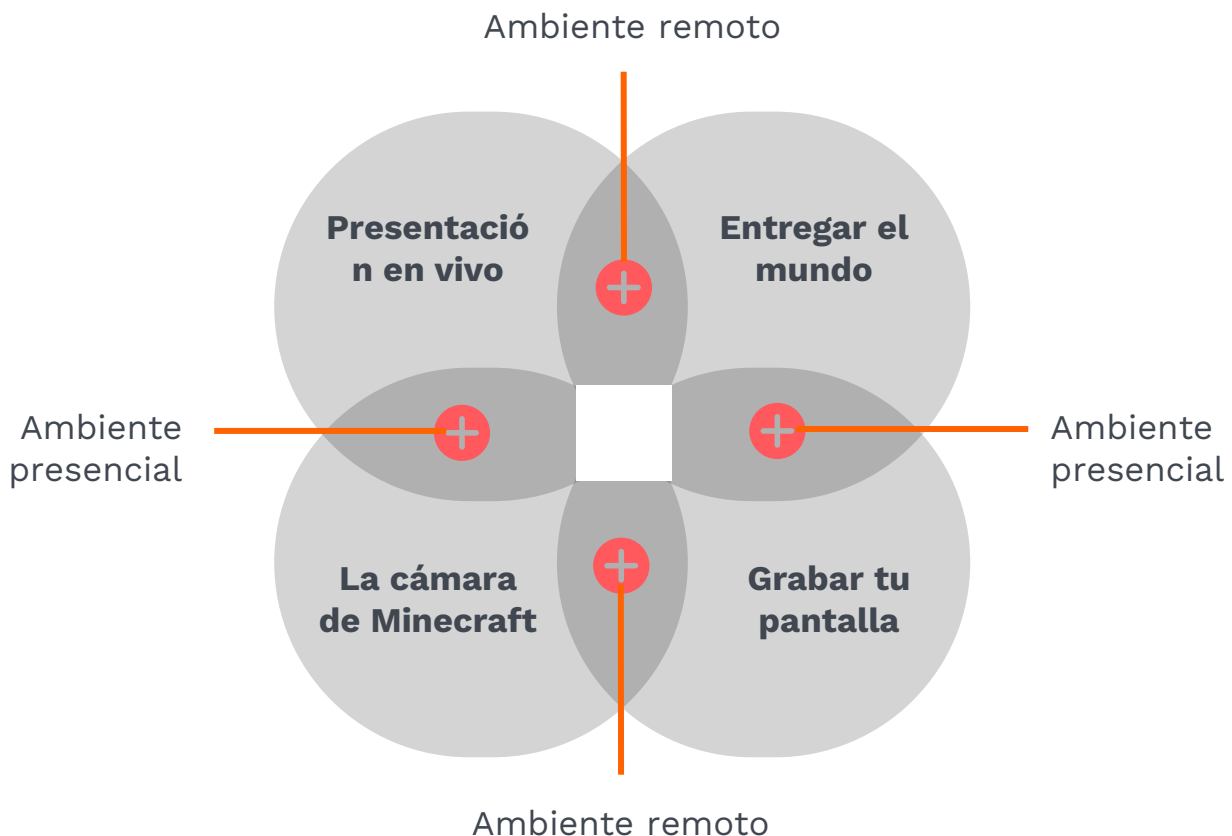 Ambiente remoto
Presentació
n en vivo
Entregar el
mundo
Ambiente
presencial
Ambiente
presencial
La cámara
de Minecraft
Grabar tu
pantalla
Ambiente remoto